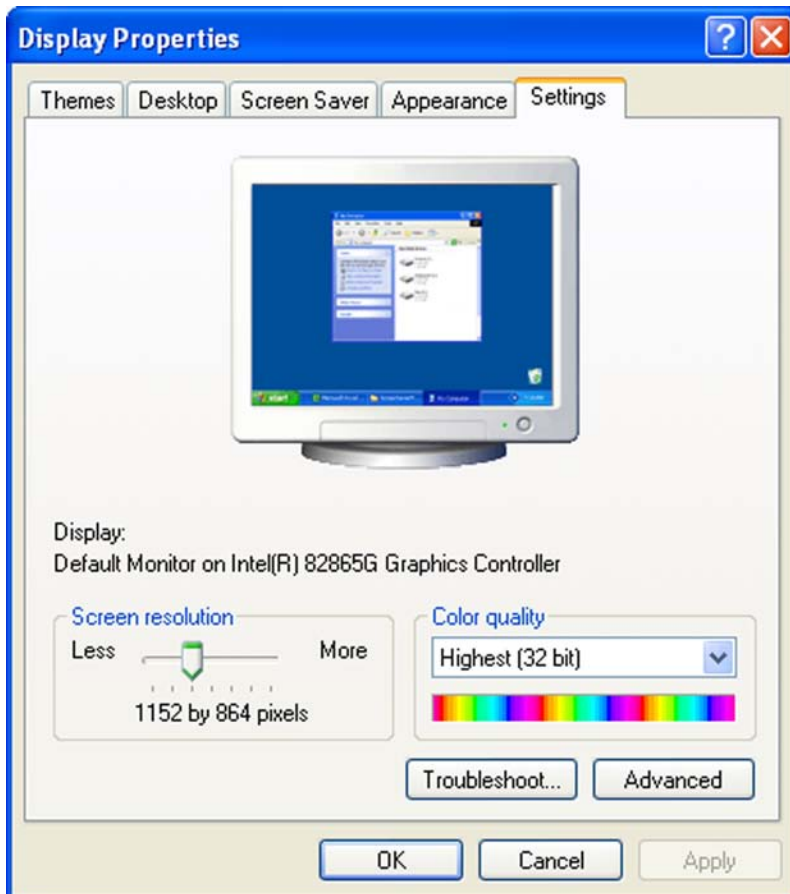 Display Properties
Themes Desktop Screen Saver Appearance Settings
start
Display:
Default Monitor on Intel(R) 82865G Graphics Controller
Screen resolution
Less More
1152 by 864 pixels
Color quality
Highest (32 bit)
Troubleshoot... Advanced
OK Cancel Apply